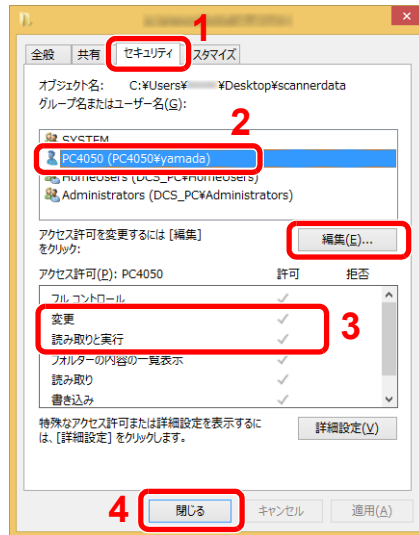 1
全般 共有 セキュリティ スタマイズ
オブジェクト名: C:¥Users¥ ¥Desktop¥scannerdata
グループ名またはユーザー名(G):
2
SYSTEM
PC4050 (PC4050¥yamada)
HomeUsers (DCS_PC¥HomeUsers)
Administrators (DCS_PC¥Administrators)
アクセス許可を変更するには [編集]
をクリック:
編集(E)...
アクセス許可(P): PC4050 許可 拒否
フル コントロール
変更
読み取りと実行
3
フォルダーの内容の一覧表示
読み取り
書き込み
特殊なアクセス許可または詳細設定を表示するに
は、[詳細設定] をクリックします。
詳細設定(V)
4 閉じる キャンセル 適用(A)